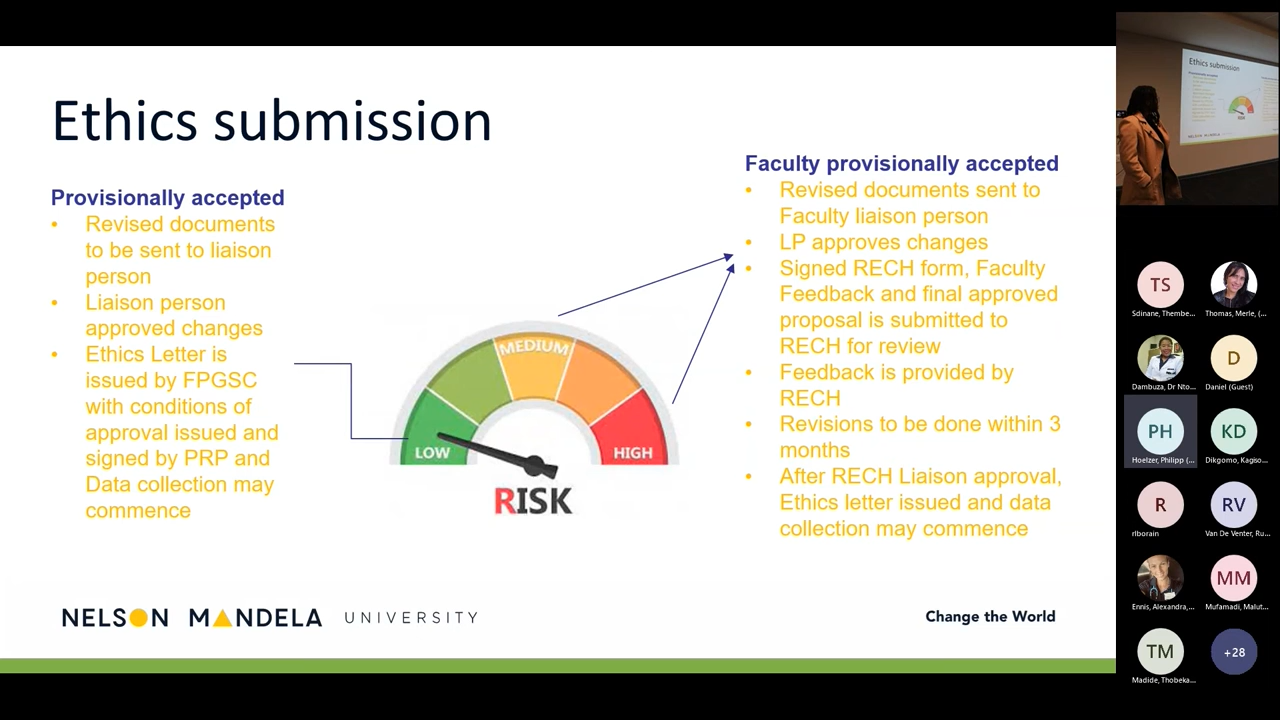 Ethics submission
Provisionally accepted
• Revised documents
to be sent to liaison
person
• Liaison person
approved changes
• Ethics Letter is
issued by FPGSC
with conditions of
approval issued and
signed by PRP and
Data collection may
commence
LOW
MEDIUM
HIGH
RISK
Faculty provisionally accepted
• Revised documents sent to
Faculty liaison person
• LP approves changes
• Signed RECH form, Faculty
Feedback and final approved
proposal is submitted to
RECH for review
• Feedback is provided by
RECH
• Revisions to be done within 3
months
• After RECH Liaison approval,
Ethics letter issued and data
collection may commence
NELSON MANDELA UNIVERSITY
Change the World
Ethics submission
TS
Sdinane, Thembe...
Thomas, Merle, (...
Dambuza, Dr Nto...
D
Daniel (Guest)
PH
Hoelzer, Philipp (...
KD
Dikgomo, Kagiso...
R
rlborain
RV
Van De Venter, Ru...
Ennis, Alexandra,...
MM
Mufamadi, Malut...
TM
Madide, Thobeka...
+28